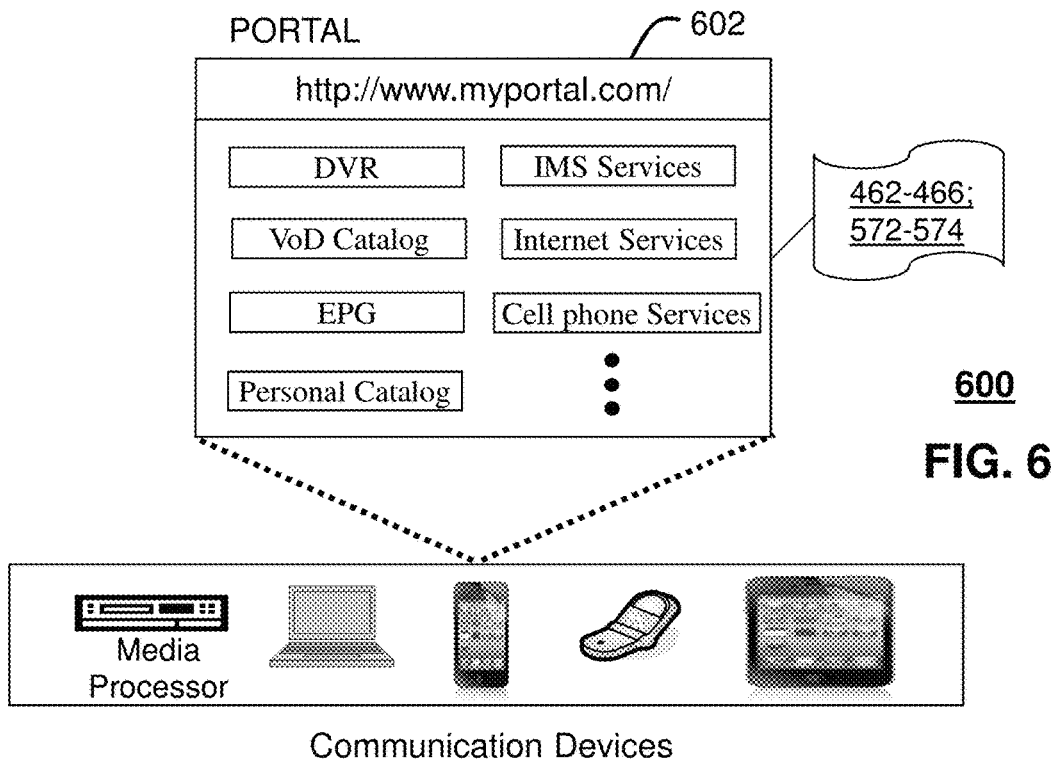 PORTAL
602
http://www.myportal.com/
DVR
IMS Services
VoD Catalog
Internet Services
EPG
Cell phone Services
Personal Catalog
462-466;
572-574
600
FIG. 6
Media
Processor
Communication Devices